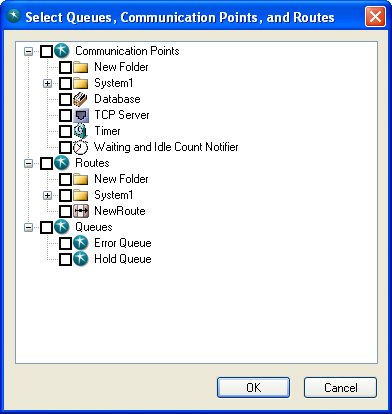 Select Queues, Communication Points, and Routes
Communication Points
New Folder
System1
Database
TCP Server
Timer
Waiting and Idle Count Notifier
Routes
New Folder
System1
NewRoute
Queues
Error Queue
Hold Queue
OK
Cancel